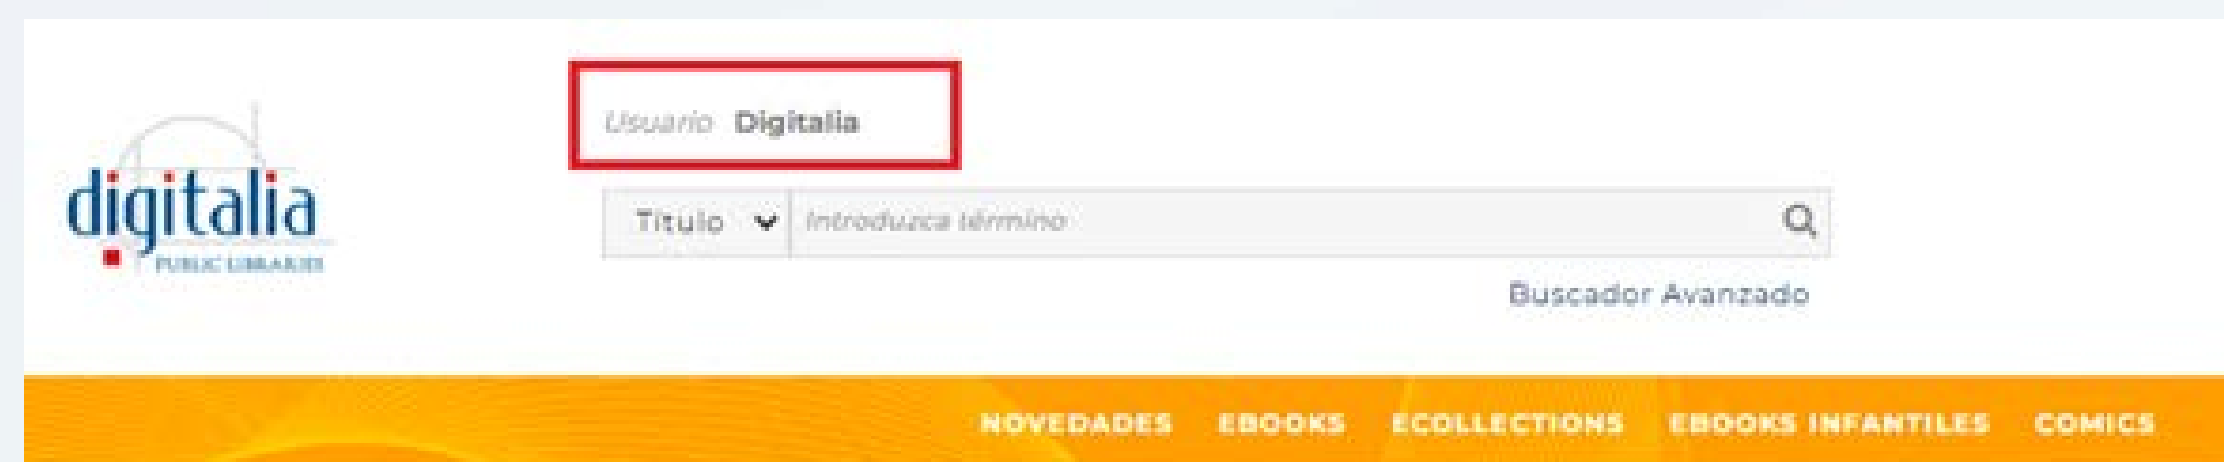 Usuario Digitalia
digitalia
PUBLIC LIBRARIES
Título Introduzca término
Buscador Avanzado
NOVEDADES EBOOKS ECOLLECTIONS EBOOKS INFANTILES COMICS